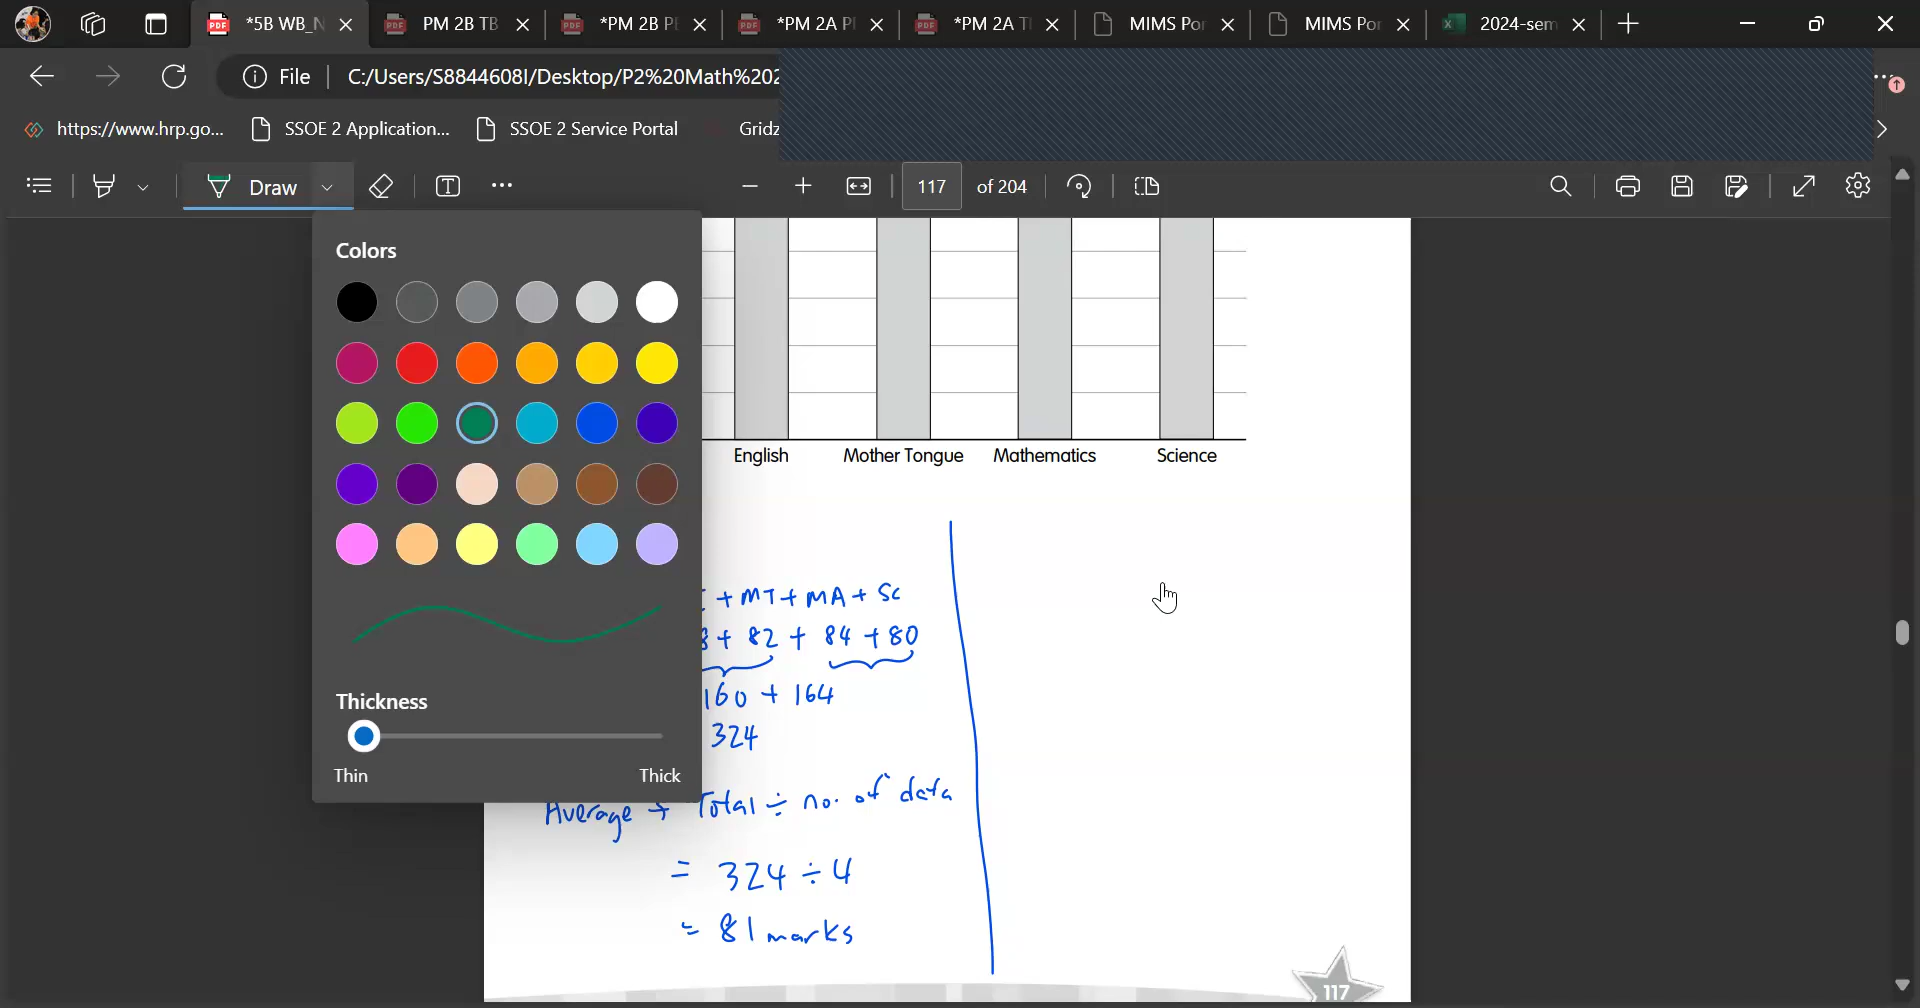 *5B WB_N
PM 2B TB
*PM 2B P
*PM 2A P
*PM 2A T
MIMS Por
MIMS Por
2024-sem
File
C:/Users/S8844608I/Desktop/P2%20Math%202
https://www.hrp.go...
SSOE 2 Application...
SSOE 2 Service Portal
Gridz
Draw
117
of 204
Colors
English
Mother Tongue
Mathematics
Science
+ MT + MA + SC
+ 82 + 84 + 80
160 + 164
324
Thickness
Thin
Thick
Average → Total ÷ no. of data
= 324 ÷ 4
= 81 marks
117